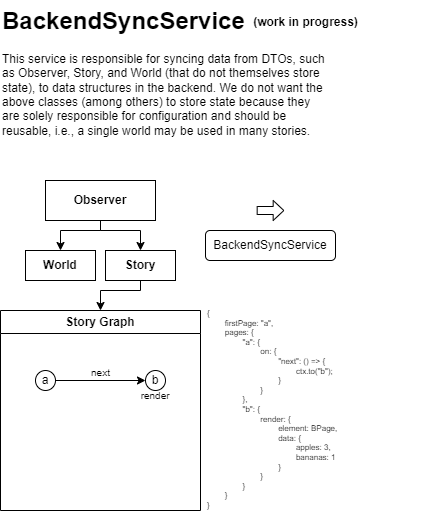 BackendSyncService (work in progress)
This service is responsible for syncing data from DTOs, such
as Observer, Story, and World (that do not themselves store
state), to data structures in the backend. We do not want the
above classes (among others) to store state because they
are solely responsible for configuration and should be
reusable, i.e., a single world may be used in many stories.
Observer
BackendSyncService
World
Story
Story Graph
a
next
b
render
{
firstPage: "a",
pages: {
"a": {
on: {
"next": () => {
ctx.to("b");
}
}
},
"b": {
render: {
element: BPage,
data: {
apples: 3,
bananas: 1
}
}
}
}
}